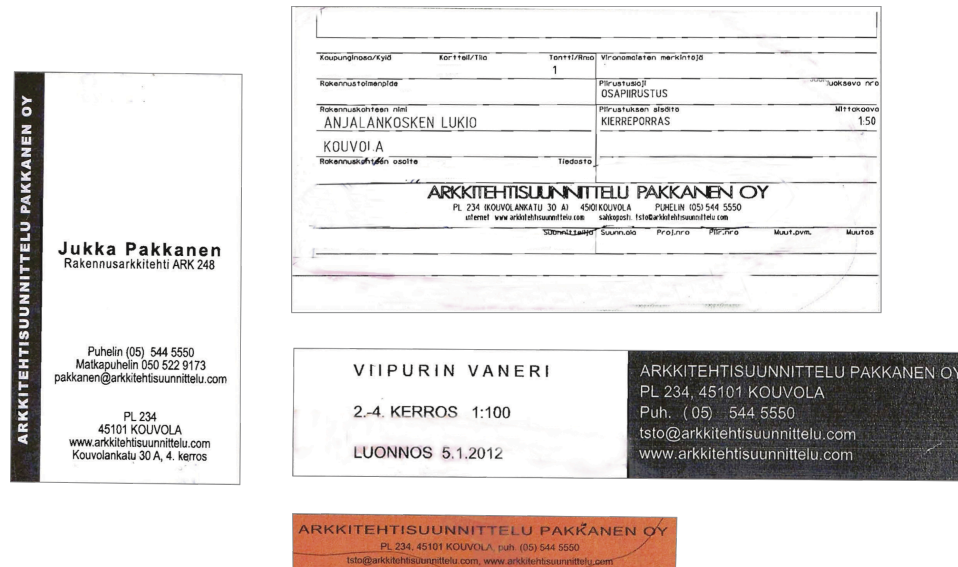 ARKKITEHTISUUNNITTELU PAKKANEN OY
Jukka Pakkanen
Rakennusarkkitehti ARK 248
Puhelin (05) 544 5550
Matkapuhelin 050 522 9173
pakkanen@arkkitehtisuunnittelu.com
PL 234
45101 KOUVOLA
www.arkkitehtisuunnittelu.com
Kouvolankatu 30 A, 4. kerros
Kaupunginosa/Kylä Kortteli/Tila Tontti/Rno Viranomaisten merkintöjä
1
Rakennustoimenpide Piirustuslaji juokseva nro
OSAPIIRUSTUS
Rakennuskohteen nimi Piirustuksen sisältö Mittakaava
ANJALANKOSKEN LUKIO KIERREPORRAS 1:50
KOUVOLA
Rakennuskohteen osoite Tiedosto
ARKKITEHTISUUNNITTELU PAKKANEN OY
PL 234 (KOUVOLANKATU 30 A) 45101 KOUVOLA PUHELIN (05) 544 5550
internet www.arkkitehtisuunnittelu.com sähköposti. tsto@arkkitehtisuunnittelu.com
Suunnittelija Suunn.ala Proj.nro Piir.nro Muut.pvm. Muutos
VIIPURIN VANERI
2.-4. KERROS 1:100
LUONNOS 5.1.2012
ARKKITEHTISUUNNITTELU PAKKANEN OY
PL 234, 45101 KOUVOLA
Puh. (05) 544 5550
tsto@arkkitehtisuunnittelu.com
www.arkkitehtisuunnittelu.com
ARKKITEHTISUUNNITTELU PAKKANEN OY
PL 234, 45101 KOUVOLA, puh. (05) 544 5550
tsto@arkkitehtisuunnittelu.com, www.arkkitehtisuunnittelu.com